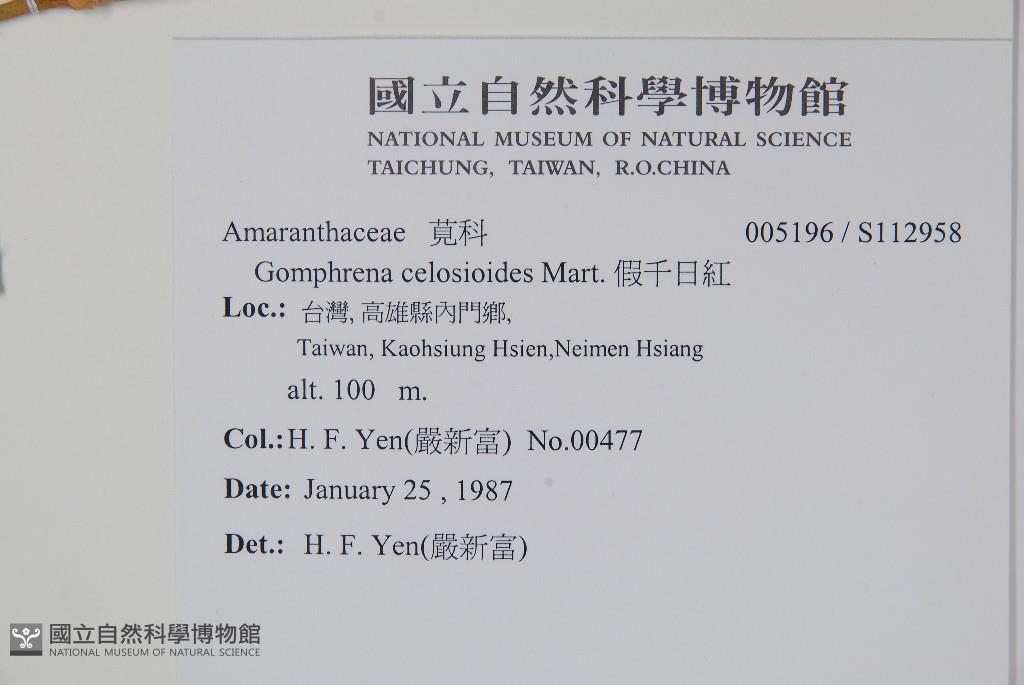 國立自然科學博物館
NATIONAL MUSEUM OF NATURAL SCIENCE
TAICHUNG, TAIWAN, R.O.CHINA
Amaranthaceae 莧科 005196 / S112958
Gomphrena celosioides Mart. 假千日紅
Loc.: 台灣, 高雄縣內門鄉,
Taiwan, Kaohsiung Hsien,Neimen Hsiang
alt. 100 m.
Col.:H. F. Yen(嚴新富) No.00477
Date: January 25 , 1987
Det.: H. F. Yen(嚴新富)
國立自然科學博物館
NATIONAL MUSEUM OF NATURAL SCIENCE